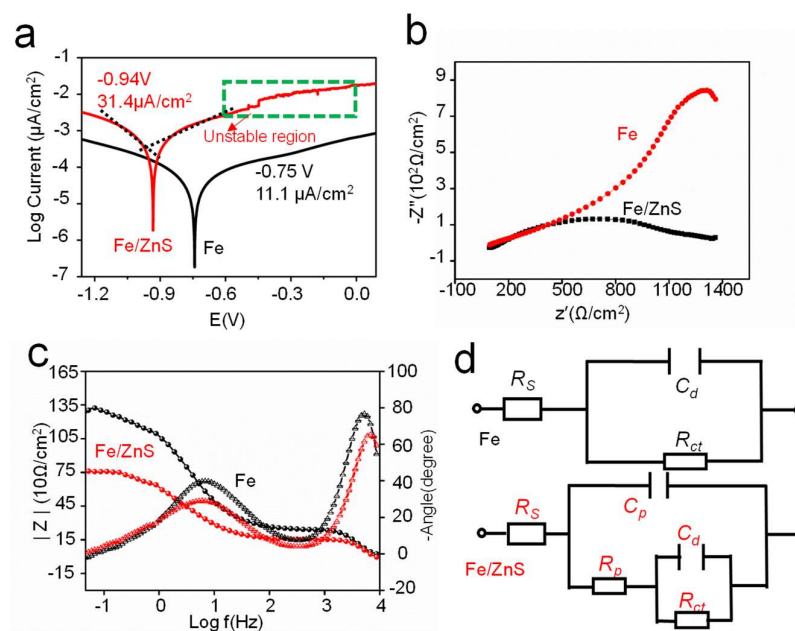 a
-1
-2
-3
-4
-5
-6
-7
Log Current (μA/cm²)
-0.94V
31.4μA/cm²
Unstable region
-0.75 V
11.1 μA/cm²
Fe/ZnS
Fe
-1.2
-0.9
-0.6
-0.3
0.0
E(V)
b
9
7
5
3
1
-1
-Z''(10²Ω/cm²)
Fe
Fe/ZnS
-100
200
500
800
1100
1400
z'(Ω/cm²)
c
165
135
105
75
45
15
-15
| Z | (10Ω/cm²)
Fe/ZnS
Fe
100
80
60
40
20
0
-20
-Angle(degree)
-1
0
1
2
3
4
Log f(Hz)
d
R_S
C_d
Fe
R_ct
C_p
R_S
C_d
Fe/ZnS
R_p
R_ct